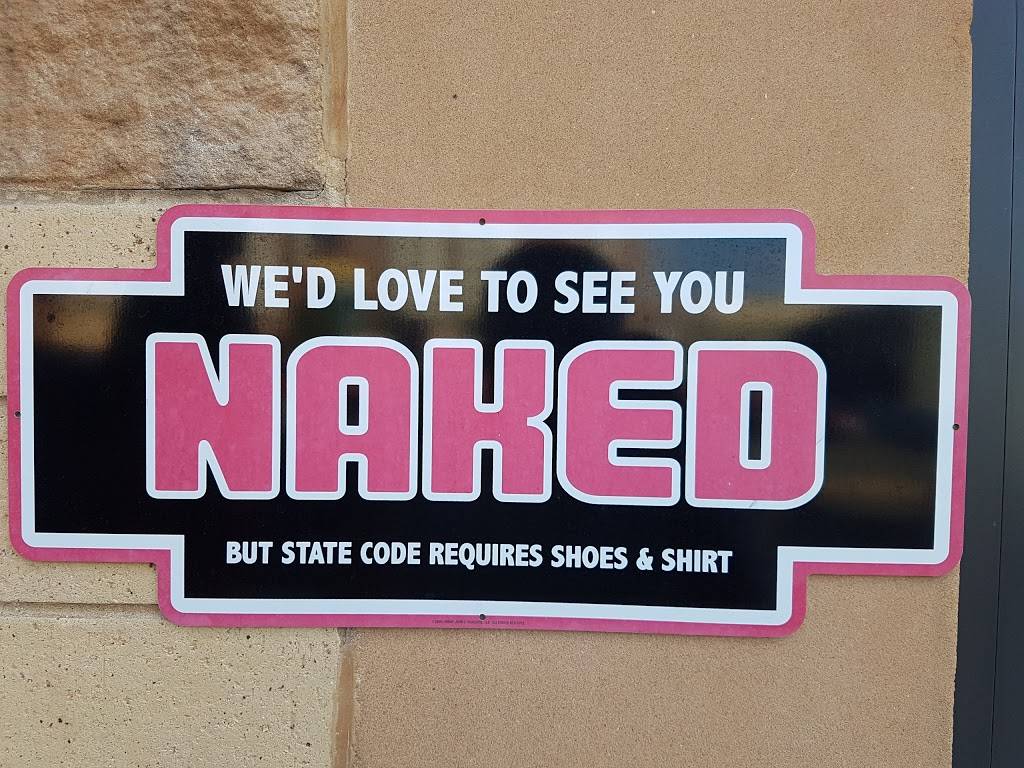 WE'D LOVE TO SEE YOU
NAKED
BUT STATE CODE REQUIRES SHOES & SHIRT